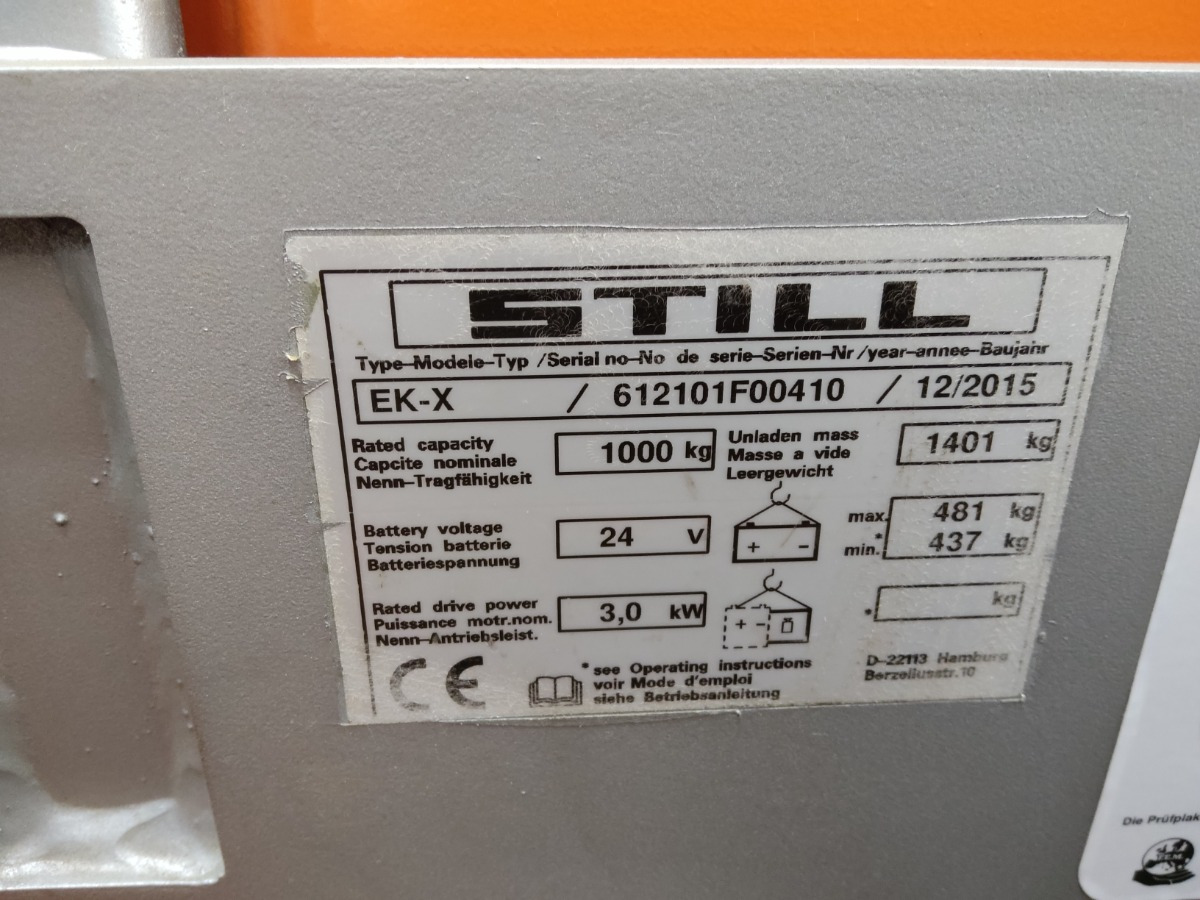 STILL
Type-Modele-Typ /Serial no-No de serie-Serien-Nr /year-annee-Baujahr
EK-X / 612101F00410 / 12/2015
Rated capacity
Capcite nominale
Nenn-Tragfähigkeit
1000 kg
Unladen mass
Masse a vide
Leergewicht
1401 kg
Battery voltage
Tension batterie
Batteriespannung
24 V
+ -
max. 481 kg
min.* 437 kg
Rated drive power
Puissance motr.nom.
Nenn-Antriebsleist.
3,0 kW
+ -
* kg
CE
*see Operating instructions
voir Mode d'emploi
siehe Betriebsanleitung
D-22113 Hamburg
Berzeliusstr.10
Die Prüfplak